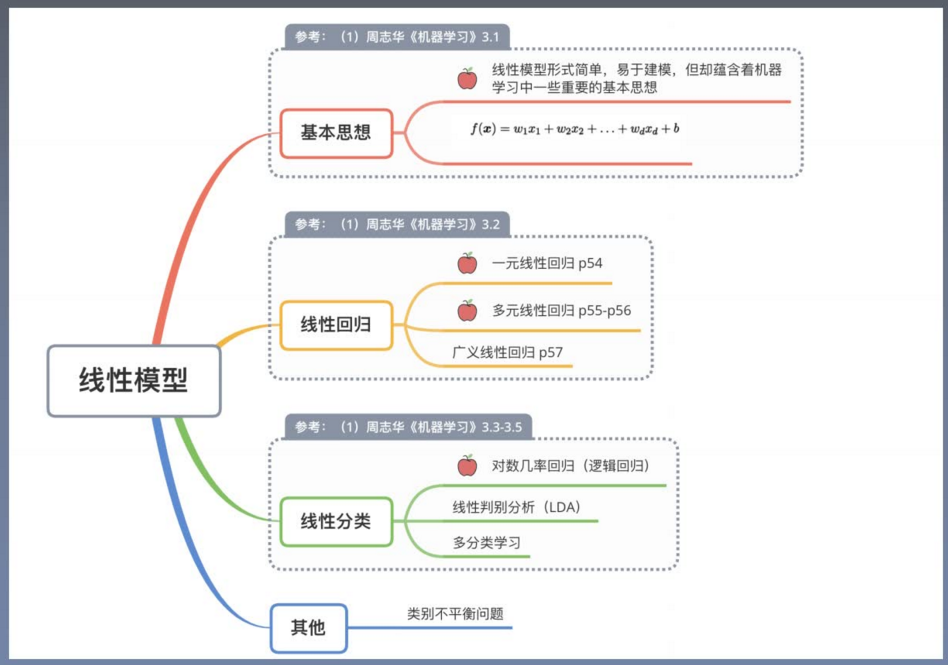 参考：（1）周志华《机器学习》3.1
线性模型形式简单，易于建模，但却蕴含着机器
学习中一些重要的基本思想
基本思想
f(x) = w₁x₁ + w₂x₂ + ... + w_dx_d + b
参考：（1）周志华《机器学习》3.2
一元线性回归 p54
多元线性回归 p55-p56
线性回归
广义线性回归 p57
线性模型
参考：（1）周志华《机器学习》3.3-3.5
对数几率回归（逻辑回归）
线性判别分析（LDA）
线性分类
多分类学习
类别不平衡问题
其他